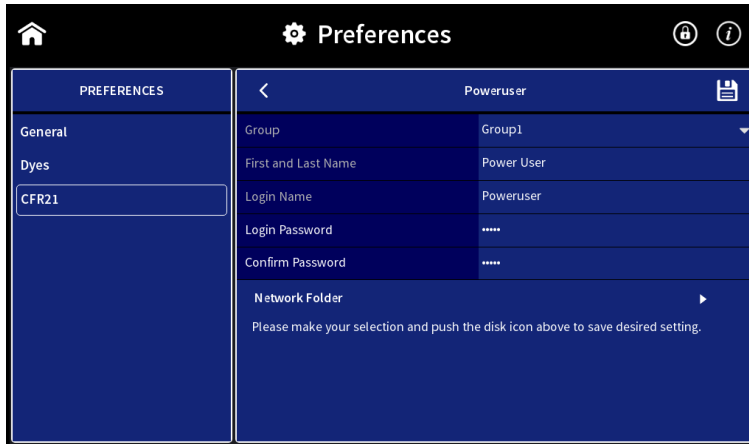 Preferences
PREFERENCES
General
Dyes
CFR21
Poweruser
Group Group1
First and Last Name Power User
Login Name Poweruser
Login Password •••••
Confirm Password •••••
Network Folder
Please make your selection and push the disk icon above to save desired setting.